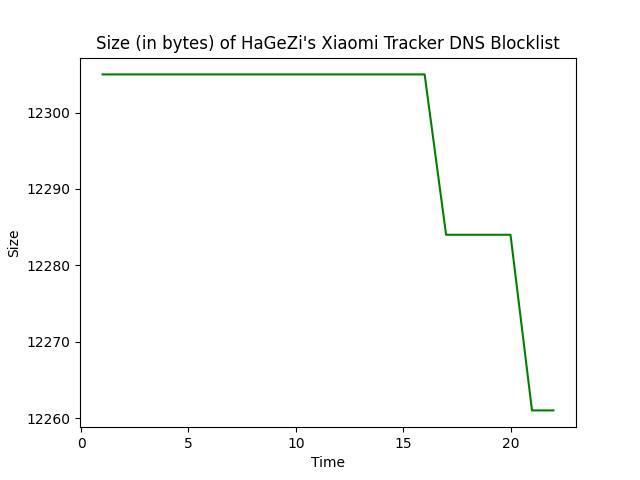 Size (in bytes) of HaGeZi's Xiaomi Tracker DNS Blocklist
12300
12290
12280
12270
12260
Size
0 5 10 15 20
Time